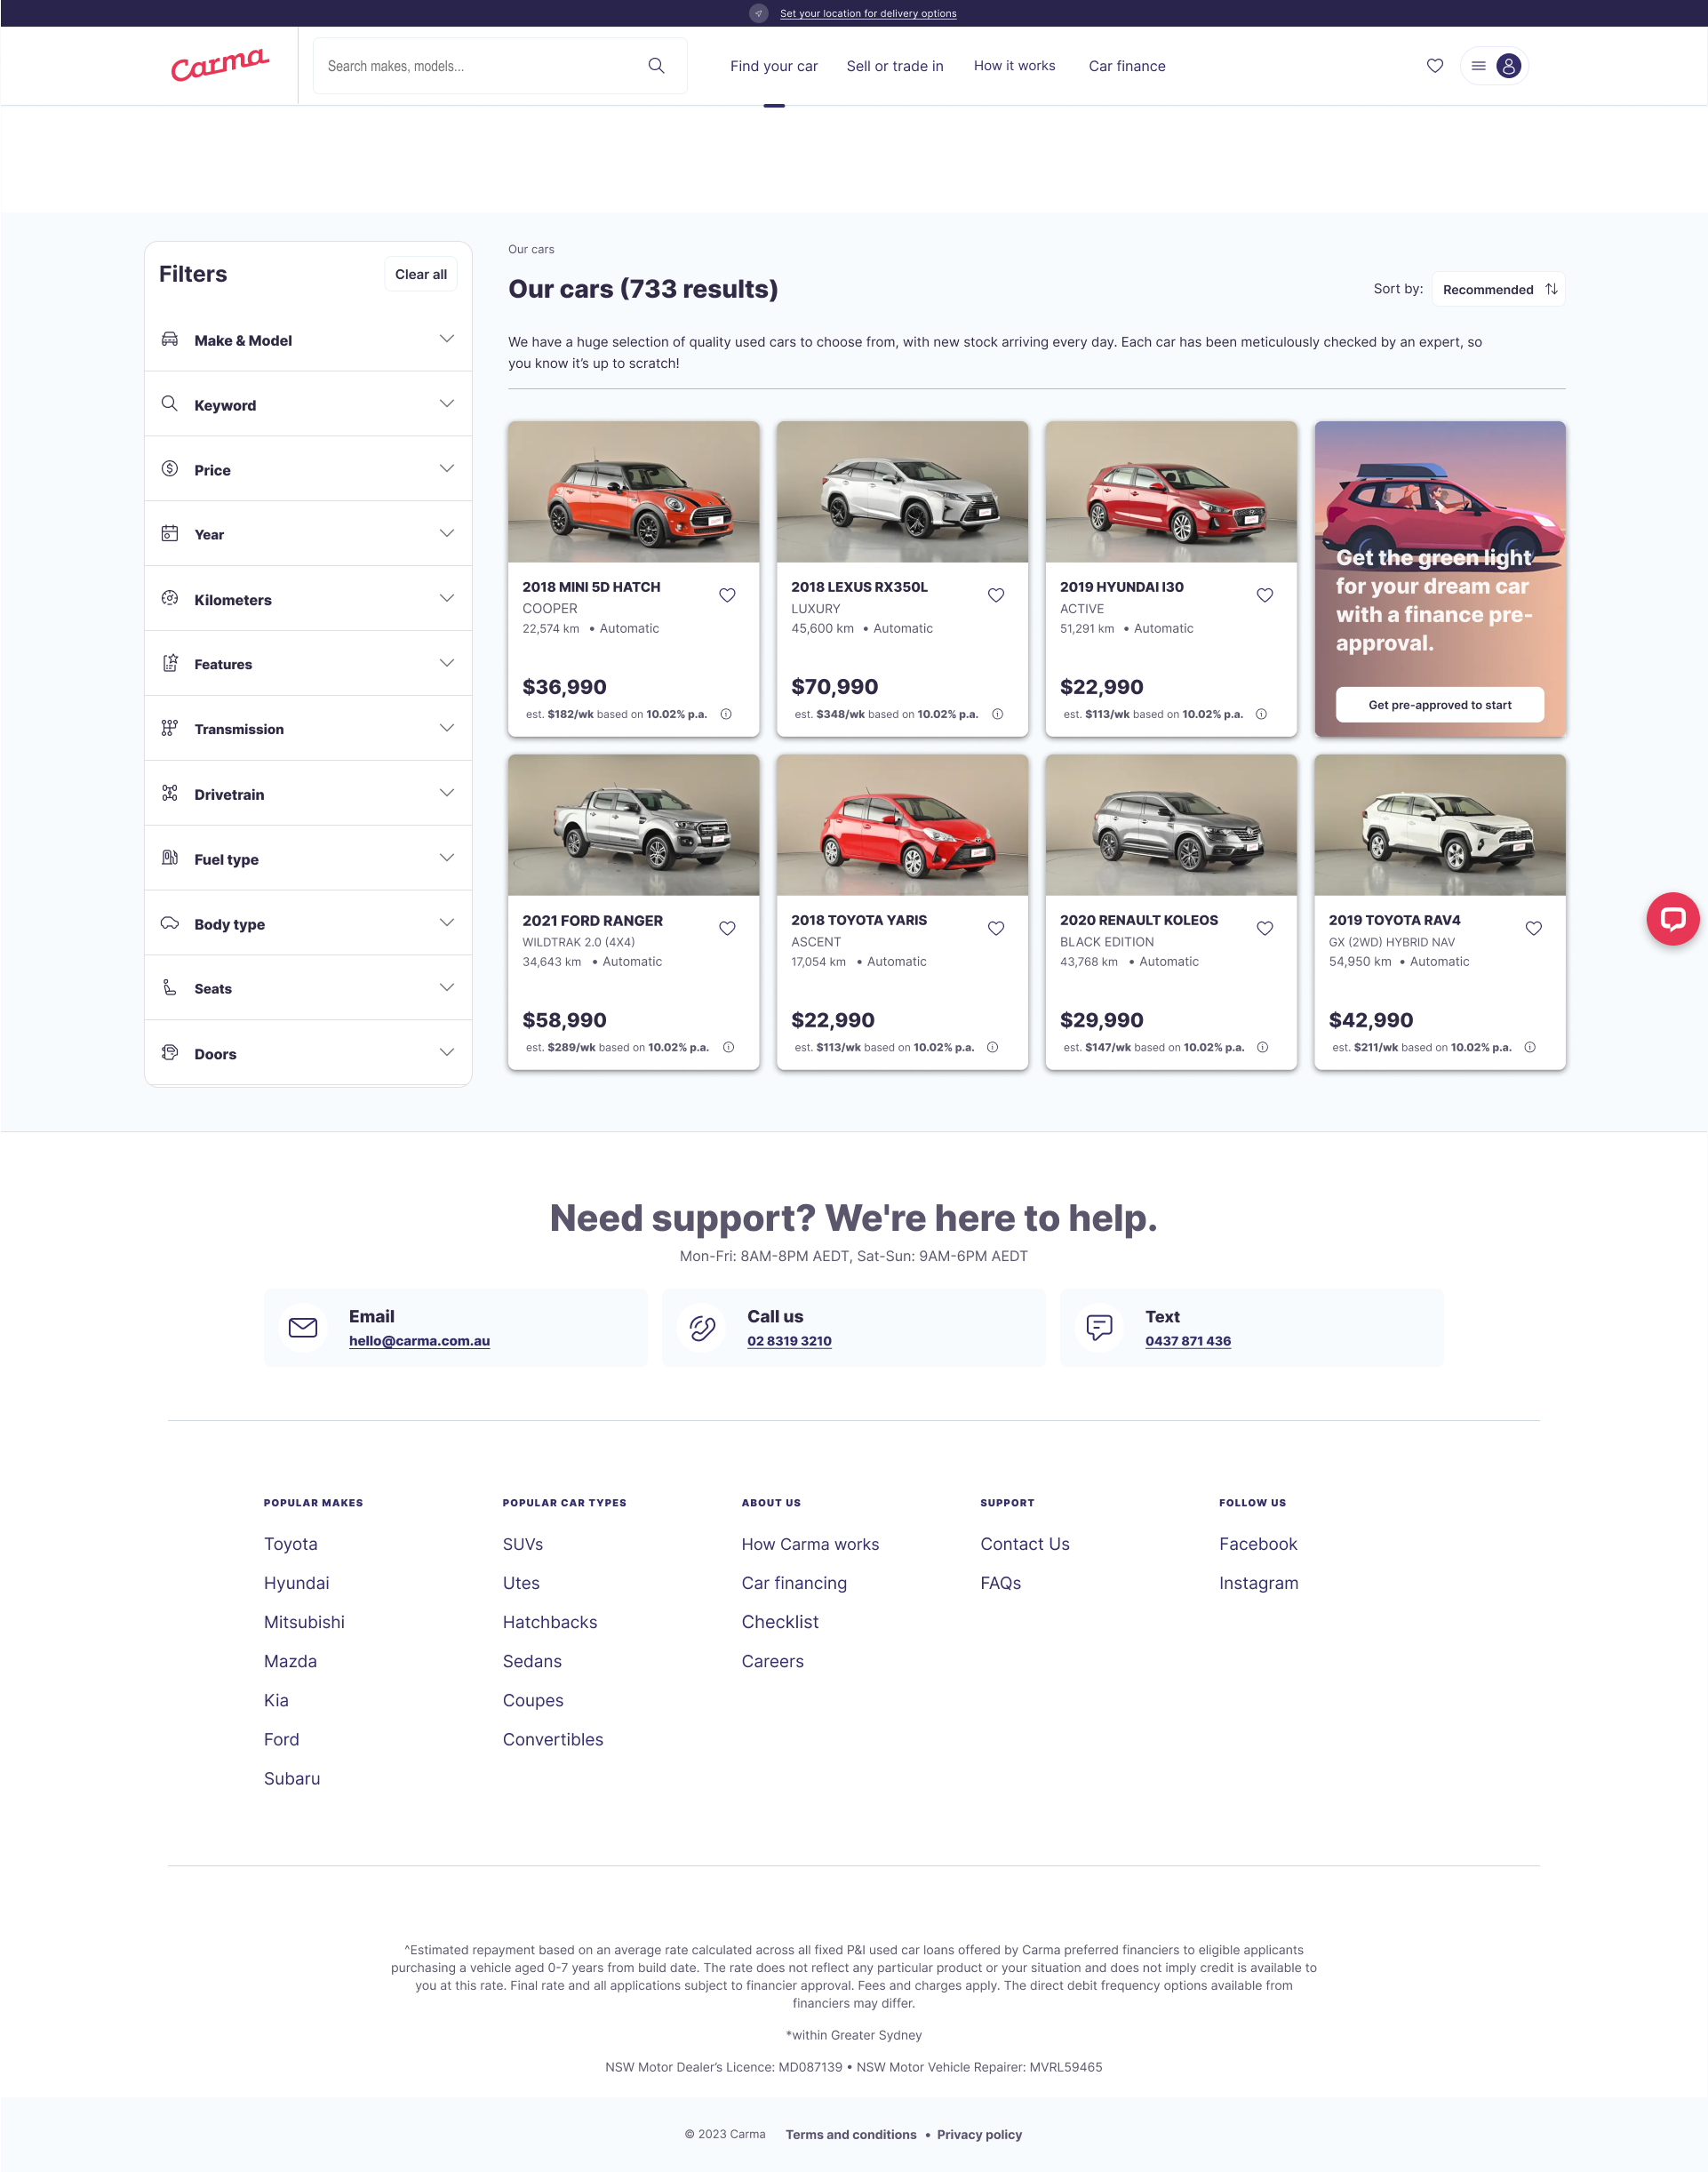 Set your location for delivery options
Carma
Search makes, models...
Find your car
Sell or trade in
How it works
Car finance
Filters
Clear all
Make & Model
Keyword
Price
Year
Kilometers
Features
Transmission
Drivetrain
Fuel type
Body type
Seats
Doors
Our cars
Our cars (733 results)
Sort by:
Recommended
We have a huge selection of quality used cars to choose from, with new stock arriving every day. Each car has been meticulously checked by an expert, so
you know it’s up to scratch!
2018 MINI 5D HATCH
COOPER
22,574 km • Automatic
$36,990
est. $182/wk based on 10.02% p.a.
2018 LEXUS RX350L
LUXURY
45,600 km • Automatic
$70,990
est. $348/wk based on 10.02% p.a.
2019 HYUNDAI I30
ACTIVE
51,291 km • Automatic
$22,990
est. $113/wk based on 10.02% p.a.
Get the green light
for your dream car
with a finance pre-
approval.
Get pre-approved to start
2021 FORD RANGER
WILDTRAK 2.0 (4X4)
34,643 km • Automatic
$58,990
est. $289/wk based on 10.02% p.a.
2018 TOYOTA YARIS
ASCENT
17,054 km • Automatic
$22,990
est. $113/wk based on 10.02% p.a.
2020 RENAULT KOLEOS
BLACK EDITION
43,768 km • Automatic
$29,990
est. $147/wk based on 10.02% p.a.
2019 TOYOTA RAV4
GX (2WD) HYBRID NAV
54,950 km • Automatic
$42,990
est. $211/wk based on 10.02% p.a.
Need support? We're here to help.
Mon-Fri: 8AM-8PM AEDT, Sat-Sun: 9AM-6PM AEDT
Email
hello@carma.com.au
Call us
02 8319 3210
Text
0437 871 436
POPULAR MAKES
Toyota
Hyundai
Mitsubishi
Mazda
Kia
Ford
Subaru
POPULAR CAR TYPES
SUVs
Utes
Hatchbacks
Sedans
Coupes
Convertibles
ABOUT US
How Carma works
Car financing
Checklist
Careers
SUPPORT
Contact Us
FAQs
FOLLOW US
Facebook
Instagram
^Estimated repayment based on an average rate calculated across all fixed P&I used car loans offered by Carma preferred financiers to eligible applicants
purchasing a vehicle aged 0-7 years from build date. The rate does not reflect any particular product or your situation and does not imply credit is available to
you at this rate. Final rate and all applications subject to financier approval. Fees and charges apply. The direct debit frequency options available from
financiers may differ.
*within Greater Sydney
NSW Motor Dealer’s Licence: MD087139 • NSW Motor Vehicle Repairer: MVRL59465
© 2023 Carma
Terms and conditions • Privacy policy